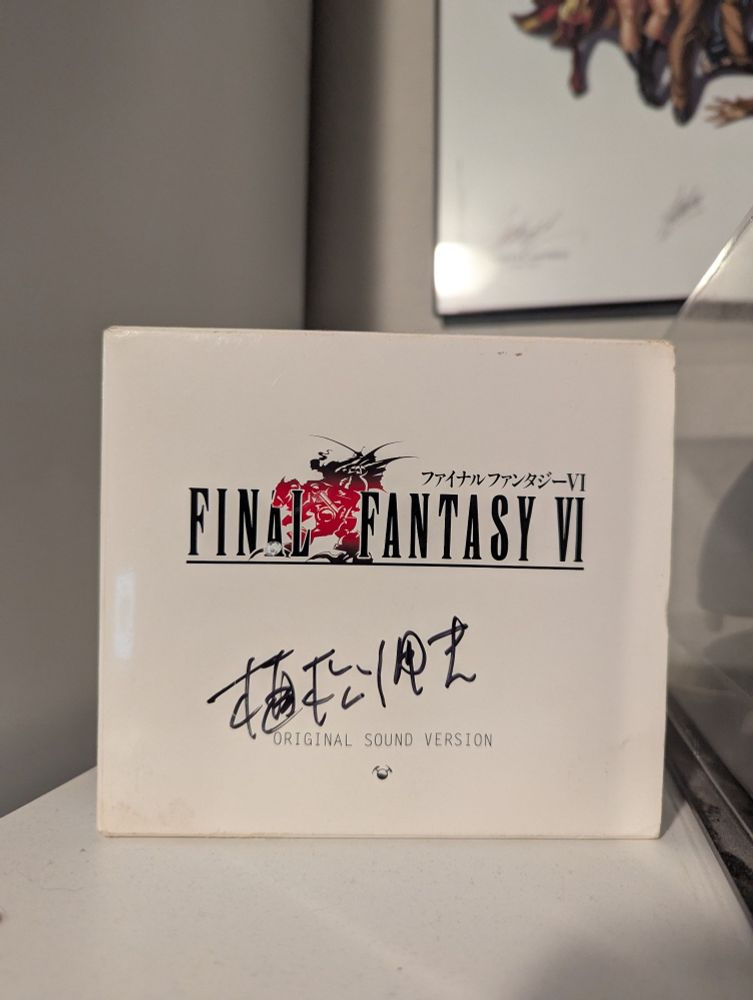 ファイナルファンタジーVI
FINAL FANTASY VI
植松伸夫
ORIGINAL SOUND VERSION